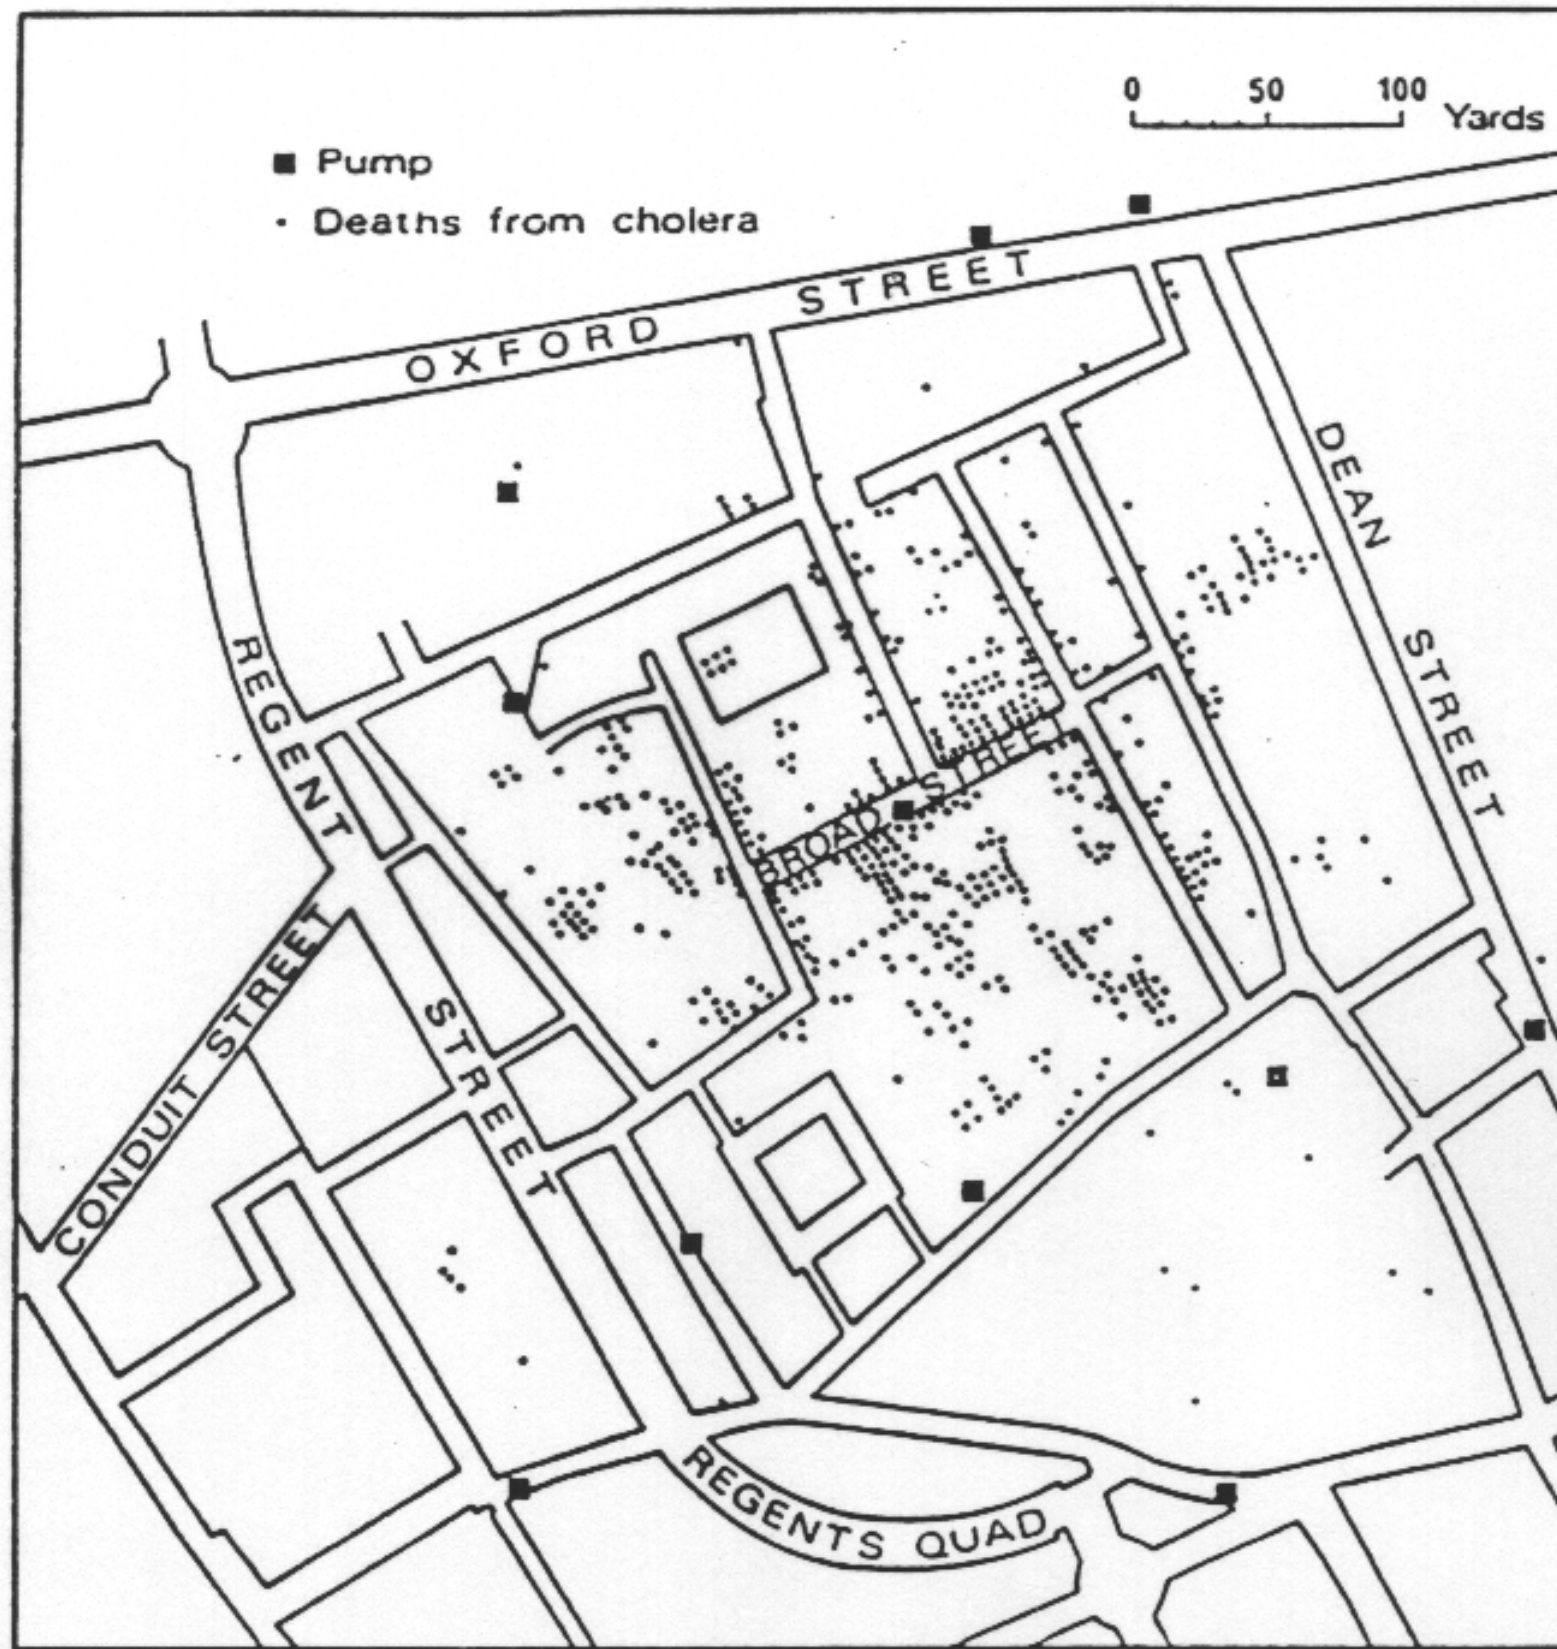 0 50 100 Yards
Pump
Deaths from cholera
OXFORD STREET
DEAN STREET
REGENT STREET
BROAD STREET
CONDUIT STREET
REGENTS QUAD